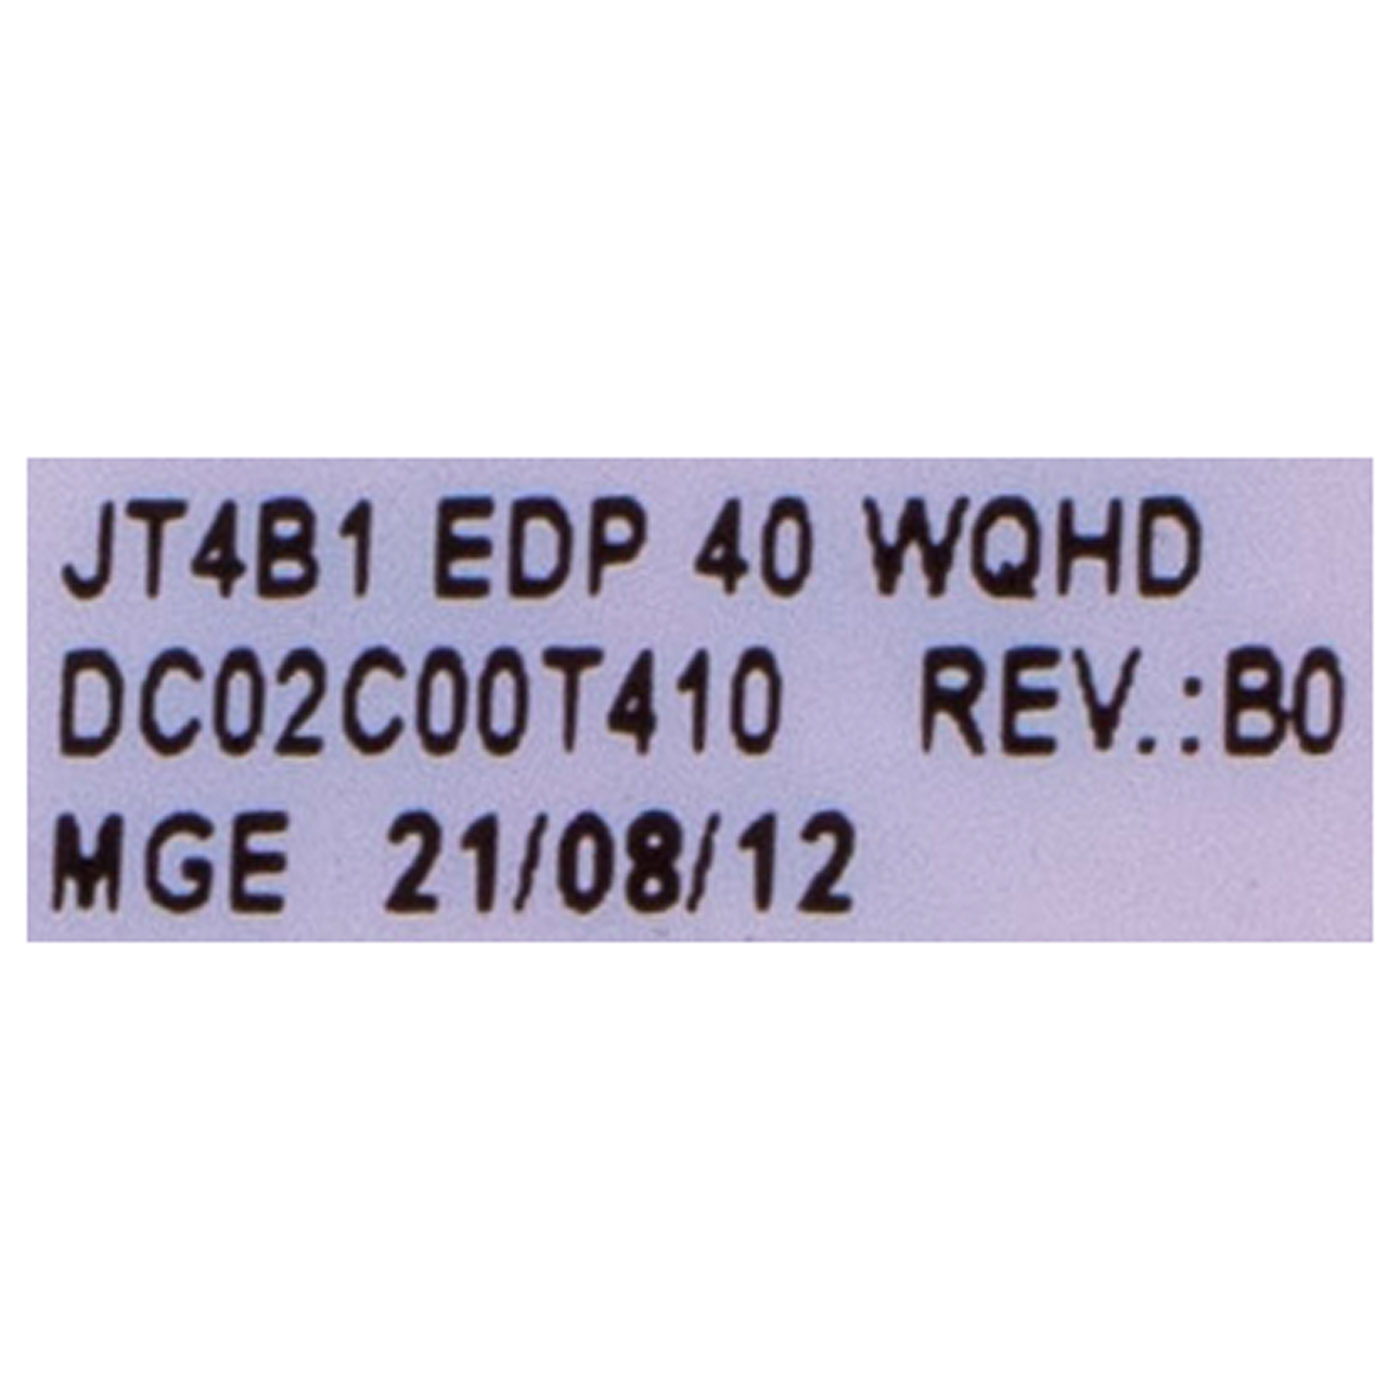 JT4B1 EDP 40 WQHD
DC02C00T410 REV.:B0
MGE 21/08/12